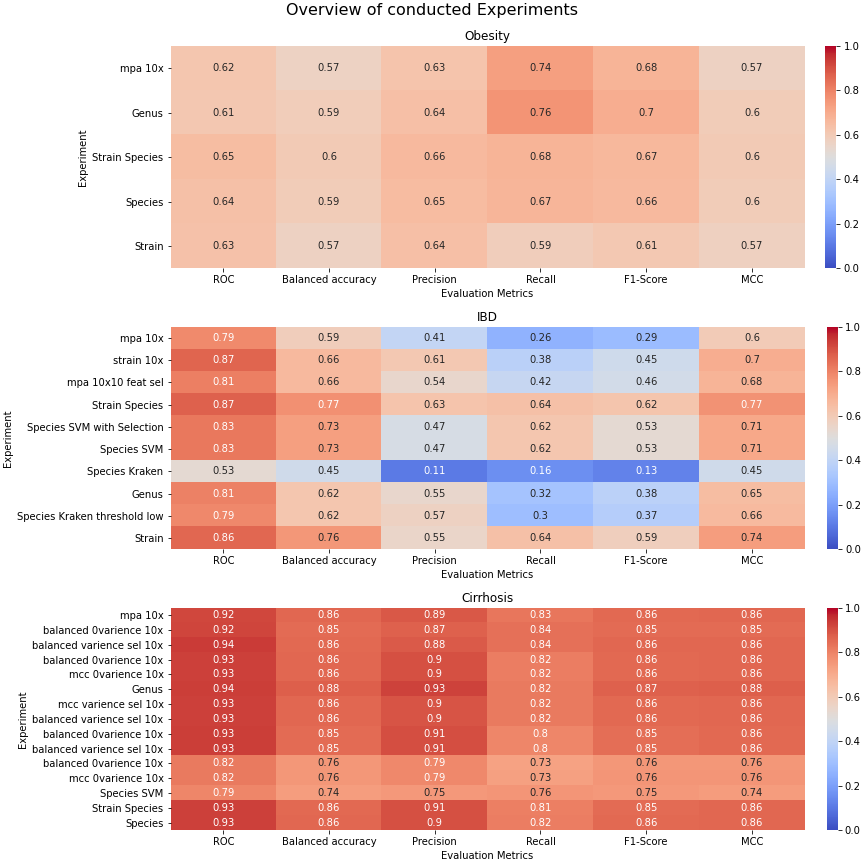 Overview of conducted Experiments
Obesity
Experiment
mpa 10x 0.62 0.57 0.63 0.74 0.68 0.57
Genus 0.61 0.59 0.64 0.76 0.7 0.6
Strain Species 0.65 0.6 0.66 0.68 0.67 0.6
Species 0.64 0.59 0.65 0.67 0.66 0.6
Strain 0.63 0.57 0.64 0.59 0.61 0.57
ROC Balanced accuracy Precision Recall F1-Score MCC
Evaluation Metrics
1.0
0.8
0.6
0.4
0.2
0.0
IBD
Experiment
mpa 10x 0.79 0.59 0.41 0.26 0.29 0.6
strain 10x 0.87 0.66 0.61 0.38 0.45 0.7
mpa 10x10 feat sel 0.81 0.66 0.54 0.42 0.46 0.68
Strain Species 0.87 0.77 0.63 0.64 0.62 0.77
Species SVM with Selection 0.83 0.73 0.47 0.62 0.53 0.71
Species SVM 0.83 0.73 0.47 0.62 0.53 0.71
Species Kraken 0.53 0.45 0.11 0.16 0.13 0.45
Genus 0.81 0.62 0.55 0.32 0.38 0.65
Species Kraken threshold low 0.79 0.62 0.57 0.3 0.37 0.66
Strain 0.86 0.76 0.55 0.64 0.59 0.74
ROC Balanced accuracy Precision Recall F1-Score MCC
Evaluation Metrics
1.0
0.8
0.6
0.4
0.2
0.0
Cirrhosis
Experiment
mpa 10x 0.92 0.86 0.89 0.83 0.86 0.86
balanced 0varience 10x 0.92 0.85 0.87 0.84 0.85 0.85
balanced varience sel 10x 0.94 0.86 0.88 0.84 0.86 0.86
balanced 0varience 10x 0.93 0.86 0.9 0.82 0.86 0.86
mcc 0varience 10x 0.93 0.86 0.9 0.82 0.86 0.86
Genus 0.94 0.88 0.93 0.82 0.87 0.88
mcc varience sel 10x 0.93 0.86 0.9 0.82 0.86 0.86
balanced varience sel 10x 0.93 0.86 0.9 0.82 0.86 0.86
balanced 0varience 10x 0.93 0.85 0.91 0.8 0.85 0.86
balanced varience sel 10x 0.93 0.85 0.91 0.8 0.85 0.86
balanced 0varience 10x 0.82 0.76 0.79 0.73 0.76 0.76
mcc 0varience 10x 0.82 0.76 0.79 0.73 0.76 0.76
Species SVM 0.79 0.74 0.75 0.76 0.75 0.74
Strain Species 0.93 0.86 0.91 0.81 0.85 0.86
Species 0.93 0.86 0.9 0.82 0.86 0.86
ROC Balanced accuracy Precision Recall F1-Score MCC
Evaluation Metrics
1.0
0.8
0.6
0.4
0.2
0.0